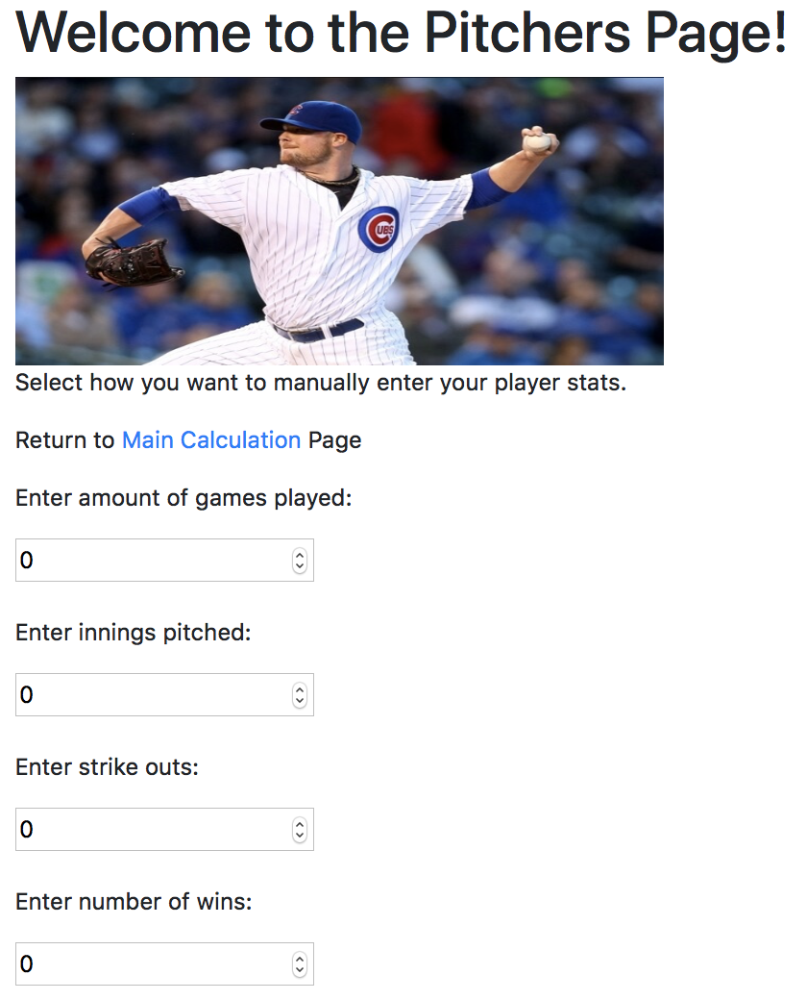 Welcome to the Pitchers Page!
CUBS
Select how you want to manually enter your player stats.
Return to Main Calculation Page
Enter amount of games played:
0
Enter innings pitched:
0
Enter strike outs:
0
Enter number of wins:
0